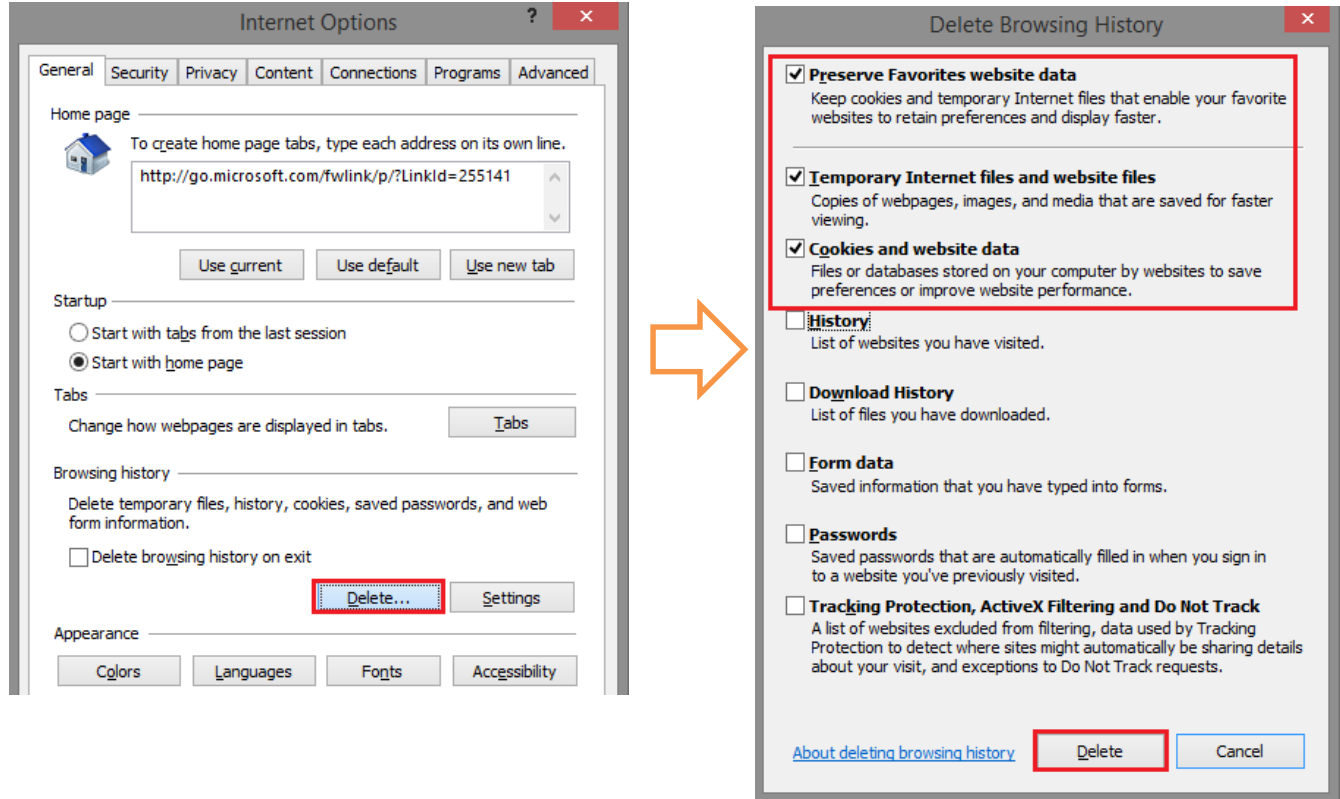 Internet Options
?
General Security Privacy Content Connections Programs Advanced
Home page
To create home page tabs, type each address on its own line.
http://go.microsoft.com/fwlink/p/?LinkId=255141
Use current Use default Use new tab
Startup
Start with tabs from the last session
Start with home page
Tabs
Change how webpages are displayed in tabs.
Tabs
Browsing history
Delete temporary files, history, cookies, saved passwords, and web
form information.
Delete browsing history on exit
Delete... Settings
Appearance
Colors Languages Fonts Accessibility
Delete Browsing History
Preserve Favorites website data
Keep cookies and temporary Internet files that enable your favorite
websites to retain preferences and display faster.
Temporary Internet files and website files
Copies of webpages, images, and media that are saved for faster
viewing.
Cookies and website data
Files or databases stored on your computer by websites to save
preferences or improve website performance.
History
List of websites you have visited.
Download History
List of files you have downloaded.
Form data
Saved information that you have typed into forms.
Passwords
Saved passwords that are automatically filled in when you sign in
to a website you've previously visited.
Tracking Protection, ActiveX Filtering and Do Not Track
A list of websites excluded from filtering, data used by Tracking
Protection to detect where sites might automatically be sharing details
about your visit, and exceptions to Do Not Track requests.
About deleting browsing history Delete Cancel